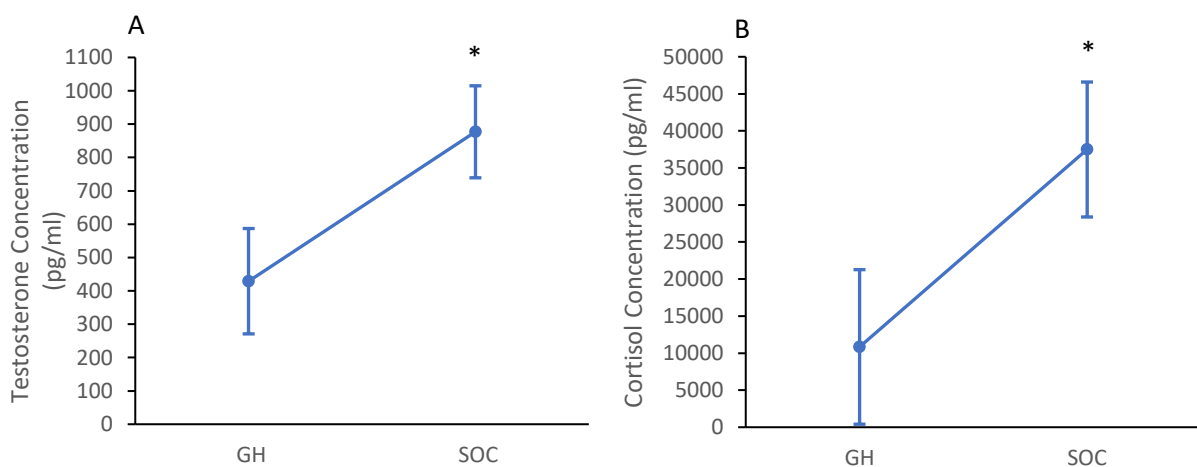 A
Testosterone Concentration
(pg/ml)
1100
1000
900
800
700
600
500
400
300
200
100
0
*
GH
SOC
B
Cortisol Concentration (pg/ml)
50000
45000
40000
35000
30000
25000
20000
15000
10000
5000
0
*
GH
SOC